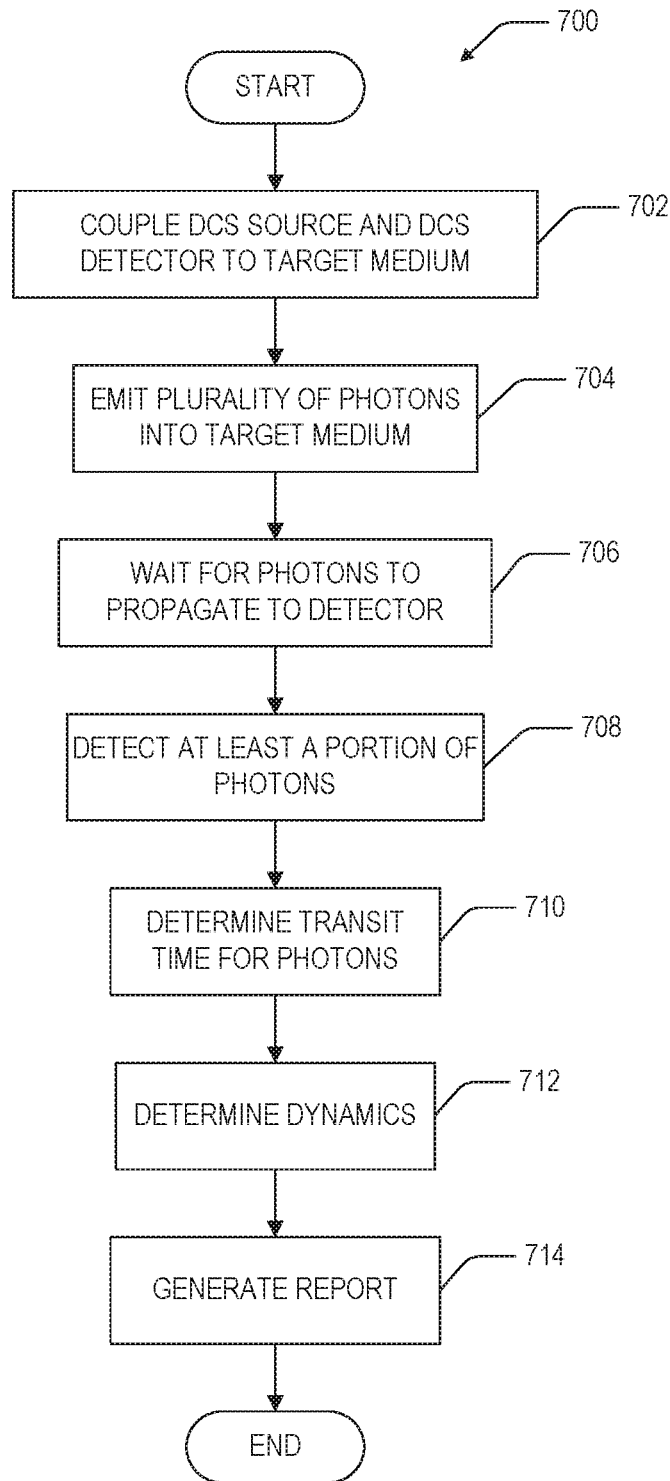 700
START
702
COUPLE DCS SOURCE AND DCS
DETECTOR TO TARGET MEDIUM
704
EMIT PLURALITY OF PHOTONS
INTO TARGET MEDIUM
706
WAIT FOR PHOTONS TO
PROPAGATE TO DETECTOR
708
DETECT AT LEAST A PORTION OF
PHOTONS
710
DETERMINE TRANSIT
TIME FOR PHOTONS
712
DETERMINE DYNAMICS
714
GENERATE REPORT
END